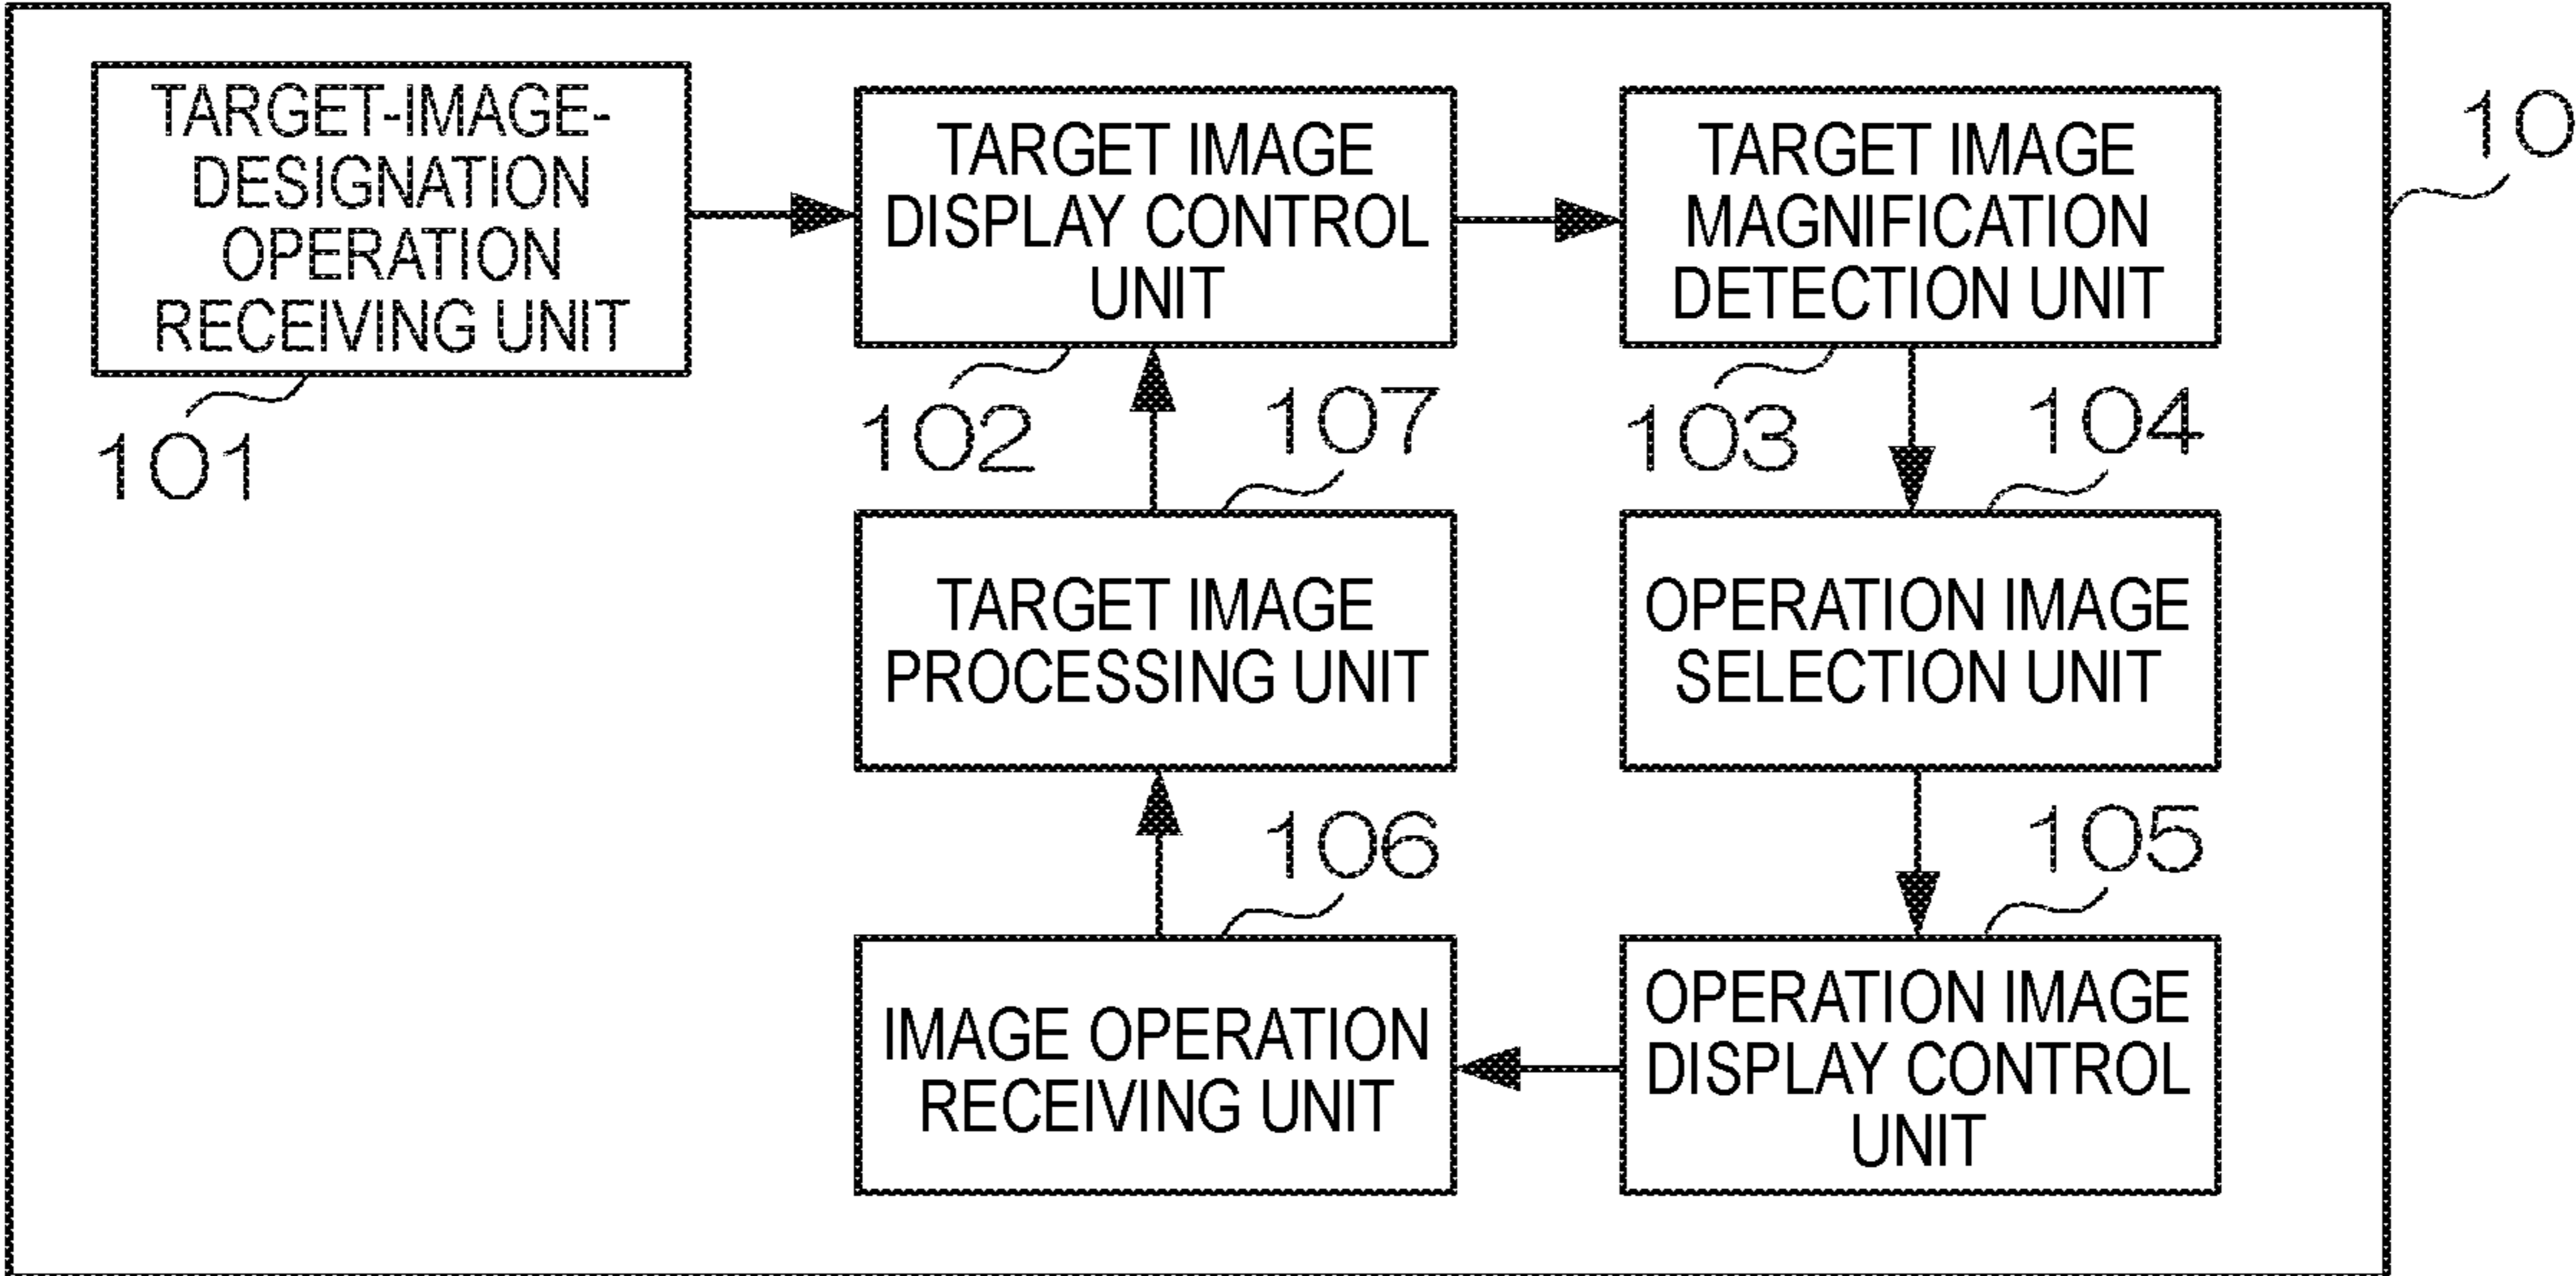 TARGET-IMAGE-
DESIGNATION
OPERATION
RECEIVING UNIT
101
TARGET IMAGE
DISPLAY CONTROL
UNIT
102
TARGET IMAGE
MAGNIFICATION
DETECTION UNIT
103
10
107
TARGET IMAGE
PROCESSING UNIT
104
OPERATION IMAGE
SELECTION UNIT
106
IMAGE OPERATION
RECEIVING UNIT
105
OPERATION IMAGE
DISPLAY CONTROL
UNIT